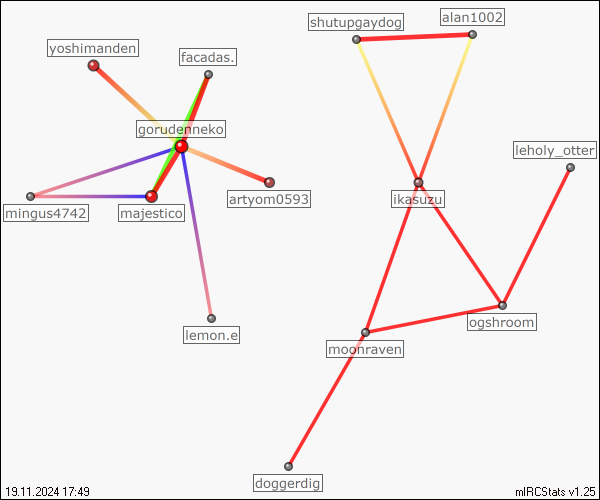 shutupgaydog
alan1002
yoshimanden
facadas.
gorudenneko
leholy_otter
mingus4742
majestico
artyom0593
ikasuzu
lemon.e
ogshroom
moonraven
doggerdig
19.11.2024 17:49
mIRCStats v1.25